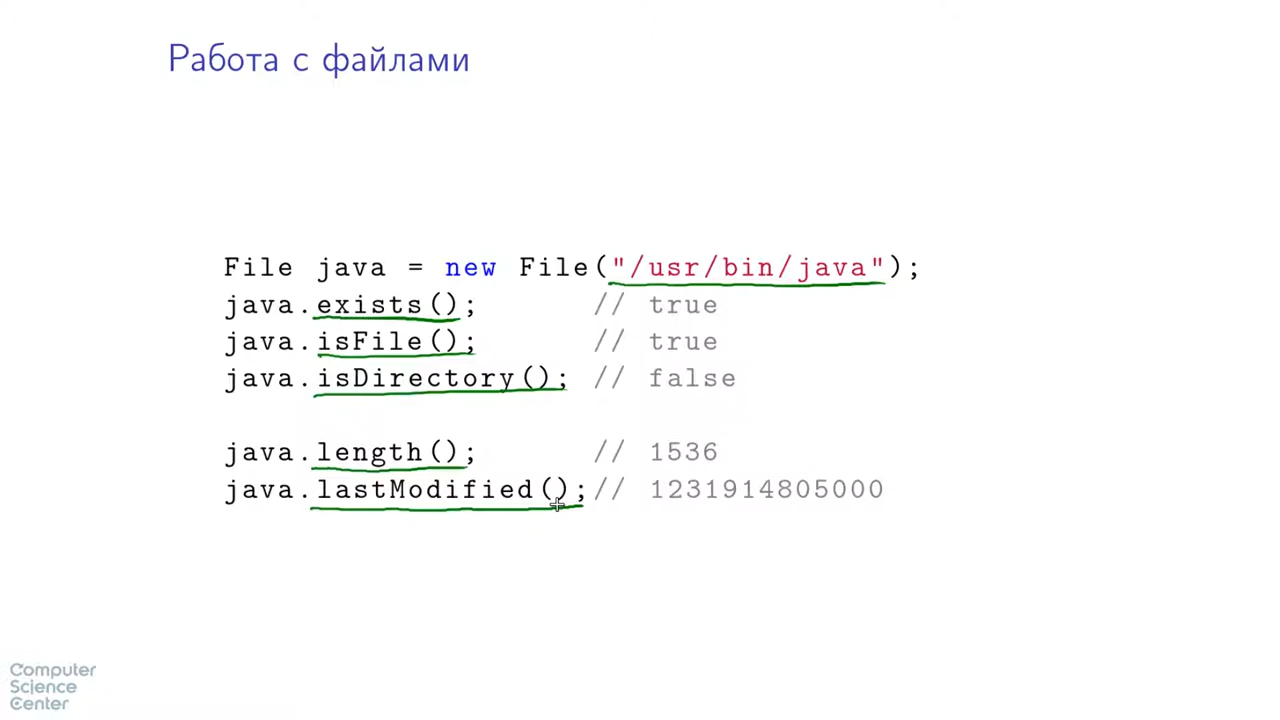 Работа с файлами
File java = new File("/usr/bin/java");
java.exists(); // true
java.isFile(); // true
java.isDirectory(); // false
java.length(); // 1536
java.lastModified();// 1231914805000
Computer
Science
Center